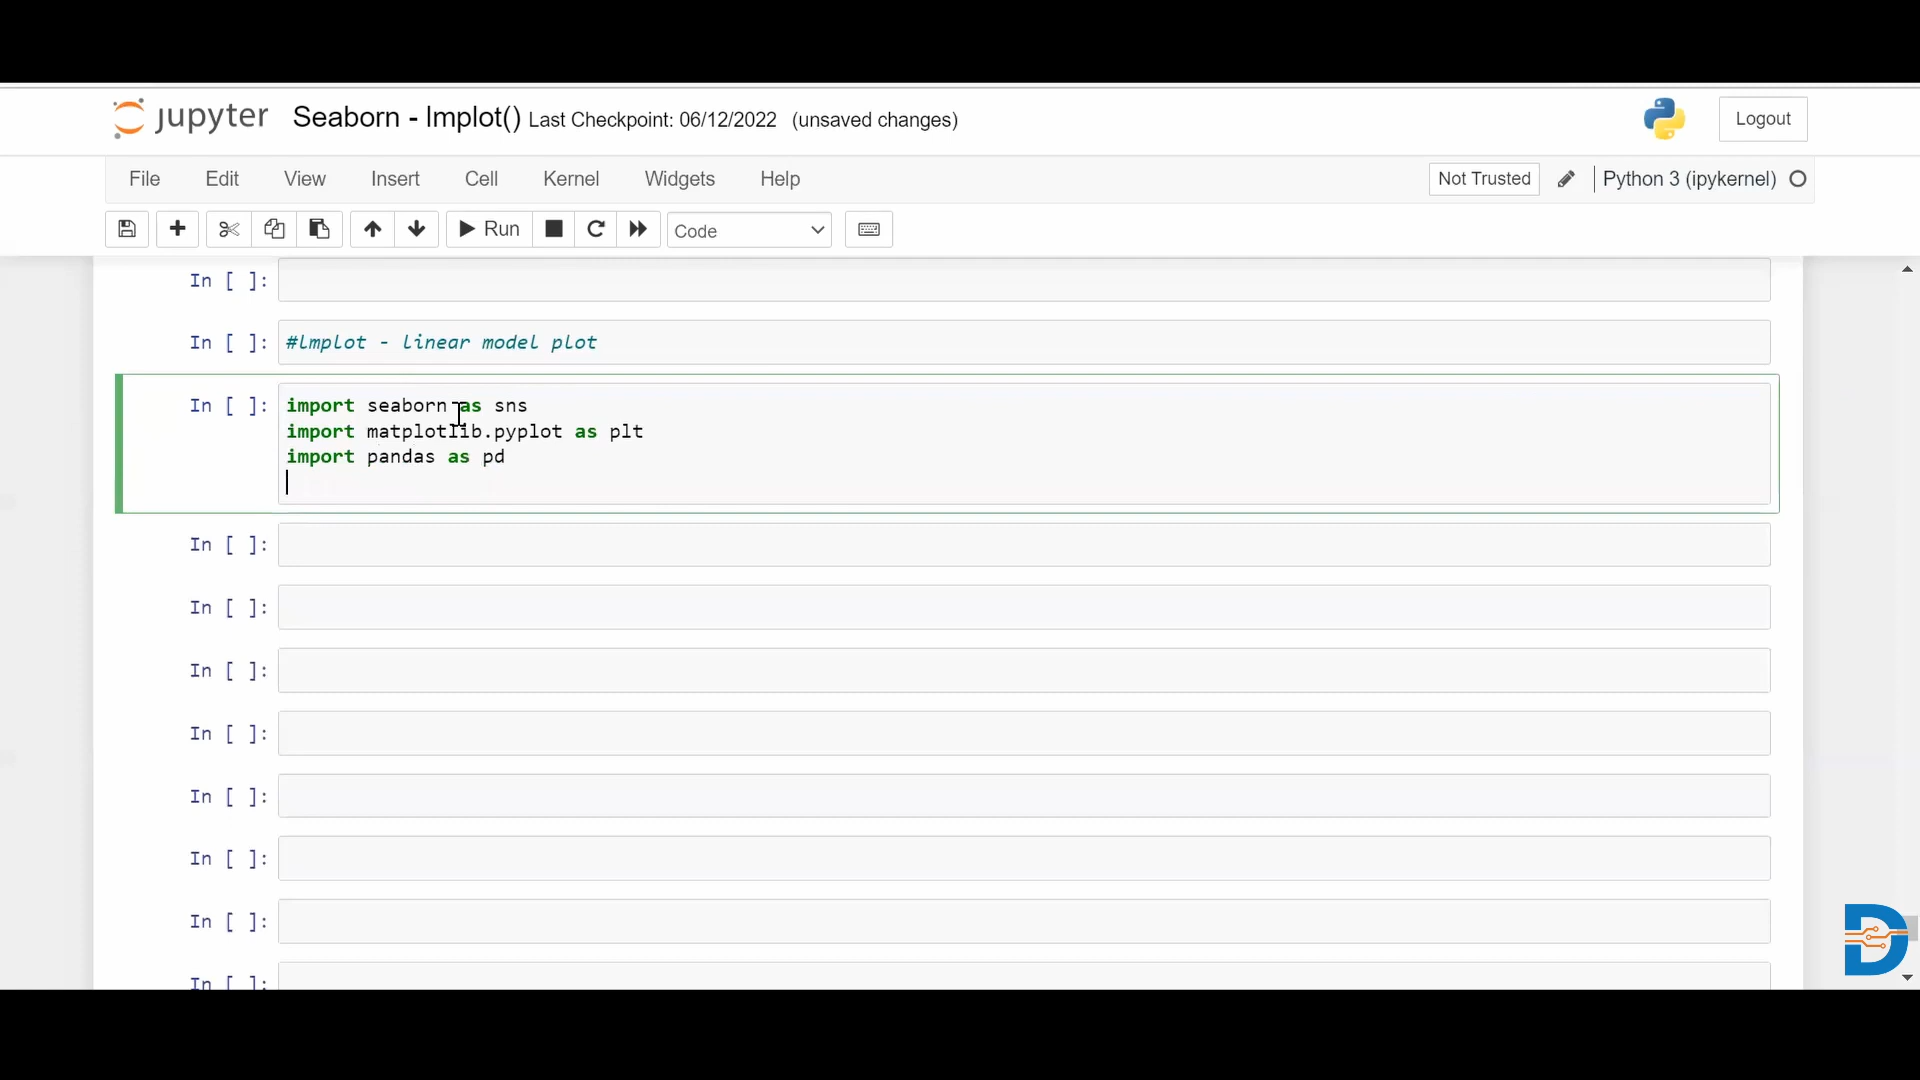 jupyter Seaborn - lmplot() Last Checkpoint: 06/12/2022 (unsaved changes) Logout
File Edit View Insert Cell Kernel Widgets Help Not Trusted Python 3 (ipykernel)
Run Code
In [ ]:
In [ ]: #lmplot - linear model plot
In [ ]: import seaborn as sns
import matplotlib.pyplot as plt
import pandas as pd
In [ ]:
In [ ]:
In [ ]:
In [ ]:
In [ ]:
In [ ]:
In [ ]:
In [ ]: